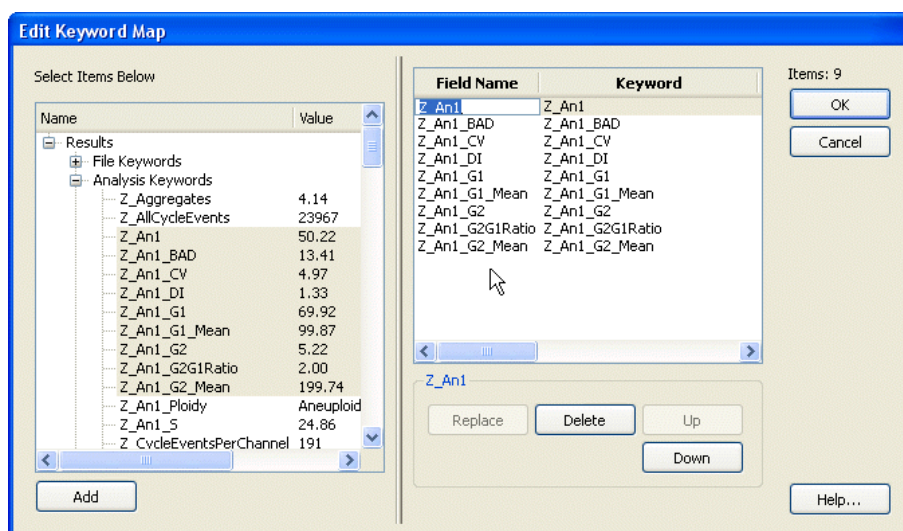 Edit Keyword Map
Select Items Below
Name Value
Results
File Keywords
Analysis Keywords
Z_Aggregates 4.14
Z_AllCycleEvents 23967
Z_An1 50.22
Z_An1_BAD 13.41
Z_An1_CV 4.97
Z_An1_DI 1.33
Z_An1_G1 69.92
Z_An1_G1_Mean 99.87
Z_An1_G2 5.22
Z_An1_G2G1Ratio 2.00
Z_An1_G2_Mean 199.74
Z_An1_Ploidy Aneuploid
Z_An1_S 24.86
Z_CycleEventsPerChannel 191
Add
Field Name Keyword
Z_An1 Z_An1
Z_An1_BAD Z_An1_BAD
Z_An1_CV Z_An1_CV
Z_An1_DI Z_An1_DI
Z_An1_G1 Z_An1_G1
Z_An1_G1_Mean Z_An1_G1_Mean
Z_An1_G2 Z_An1_G2
Z_An1_G2G1Ratio Z_An1_G2G1Ratio
Z_An1_G2_Mean Z_An1_G2_Mean
Z_An1
Replace Delete Up
Down
Items: 9
OK
Cancel
Help...